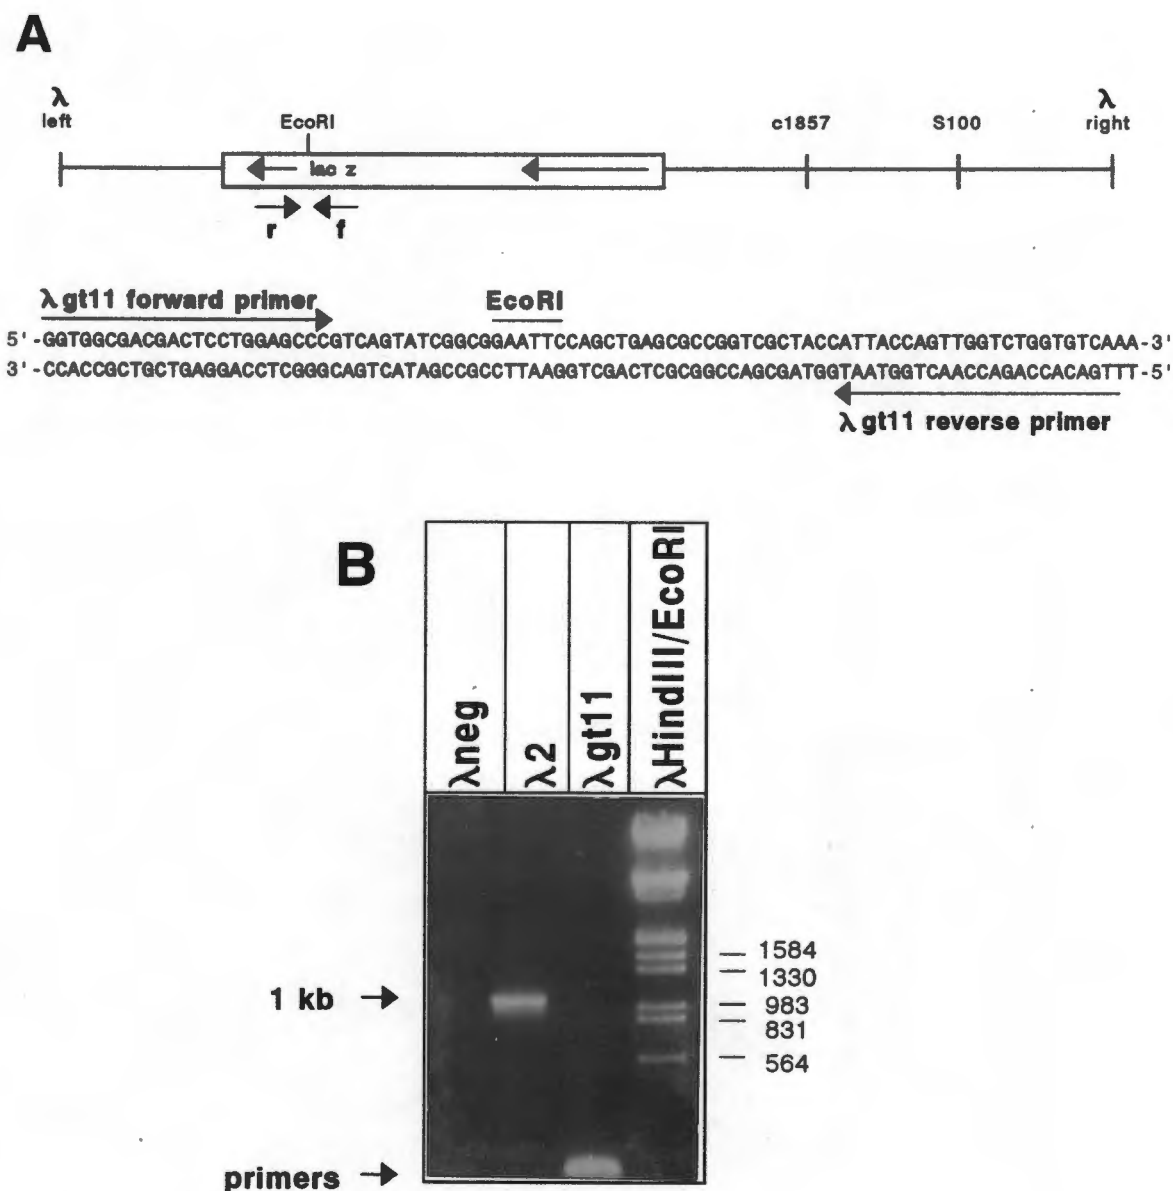 A
λ
left
EcoRI
c1857
S100
λ
right
lac z
r
f
λgt11 forward primer
EcoRI
5'-GGTGGCGACGACTCCTGGAGCCCGTCAGTATCGGCGGAATTCCAGCTGAGCGCCGGTCGCTACCATTACCAGTTGGTCTGGTGTCAAA-3'
3'-CCACCGCTGCTGAGGACCTCGGGCAGTCATAGCCGCCTTAAGGTCGACTCGCGGCCAGCGATGGTAATGGTCAACCAGACCACAGTTT-5'
λgt11 reverse primer
B
λneg
λ2
λgt11
λHindIII/EcoRI
1584
1330
1 kb
983
831
564
primers